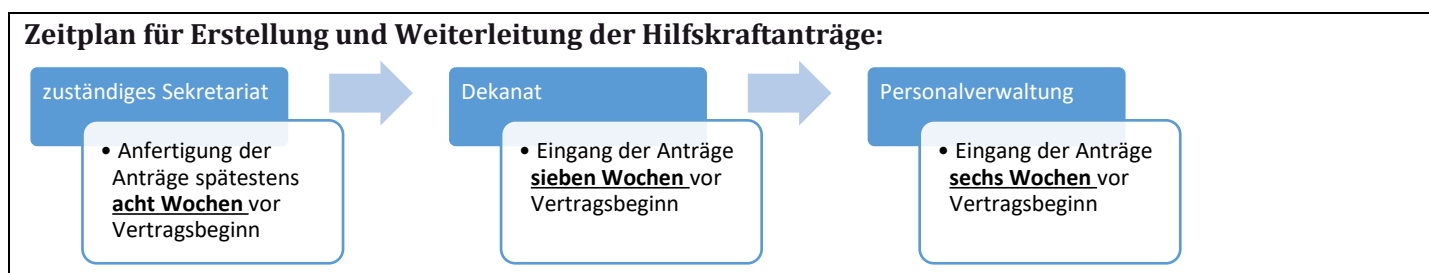 Zeitplan für Erstellung und Weiterleitung der Hilfskraftanträge:
zuständiges Sekretariat
• Anfertigung der
Anträge spätestens
acht Wochen vor
Vertragsbeginn
Dekanat
• Eingang der Anträge
sieben Wochen vor
Vertragsbeginn
Personalverwaltung
• Eingang der Anträge
sechs Wochen vor
Vertragsbeginn